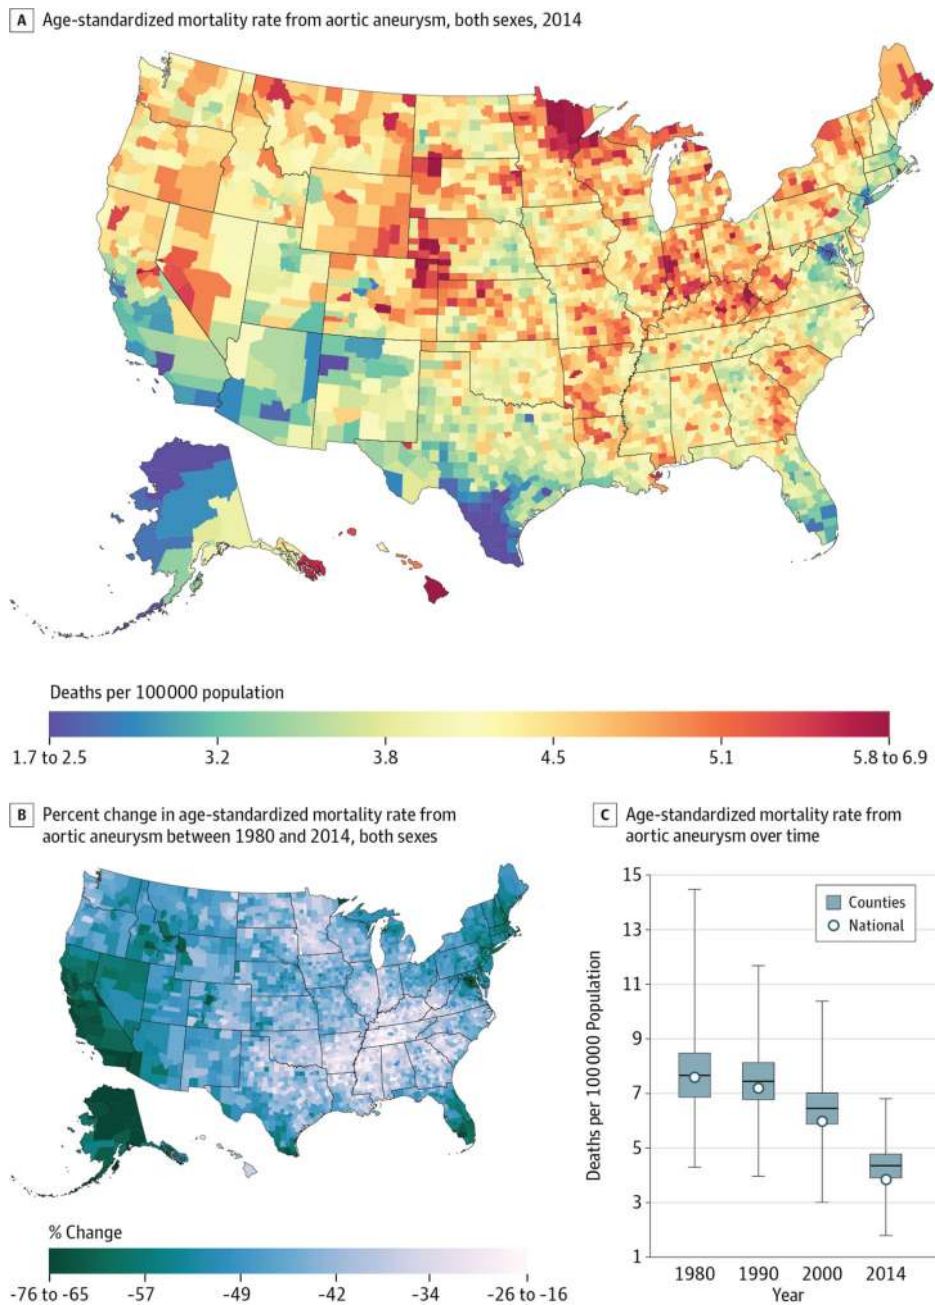 A Age-standardized mortality rate from aortic aneurysm, both sexes, 2014
Deaths per 100 000 population
1.7 to 2.5 3.2 3.8 4.5 5.1 5.8 to 6.9
B Percent change in age-standardized mortality rate from
aortic aneurysm between 1980 and 2014, both sexes
% Change
-76 to -65 -57 -49 -42 -34 -26 to -16
C Age-standardized mortality rate from
aortic aneurysm over time
15
13
11
9
7
5
3
1
Deaths per 100 000 Population
Counties
National
1980 1990 2000 2014
Year